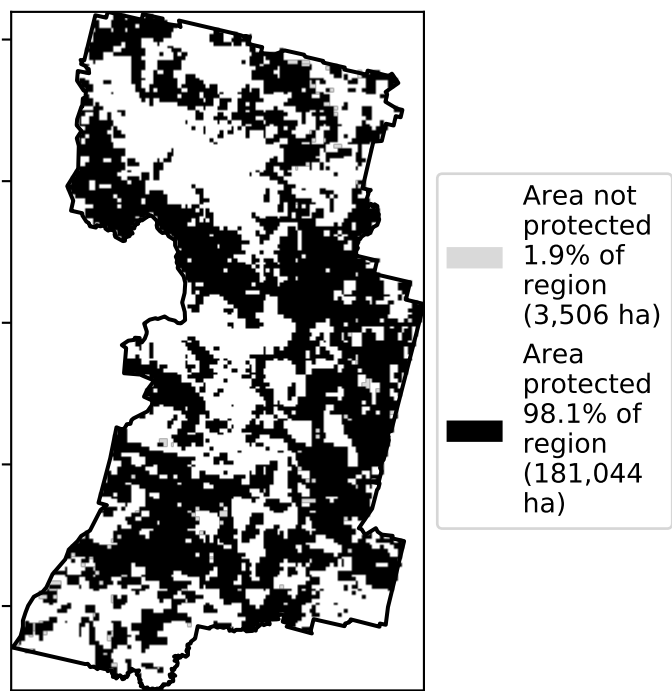 Area not
protected
1.9% of
region
(3,506 ha)
Area
protected
98.1% of
region
(181,044
ha)